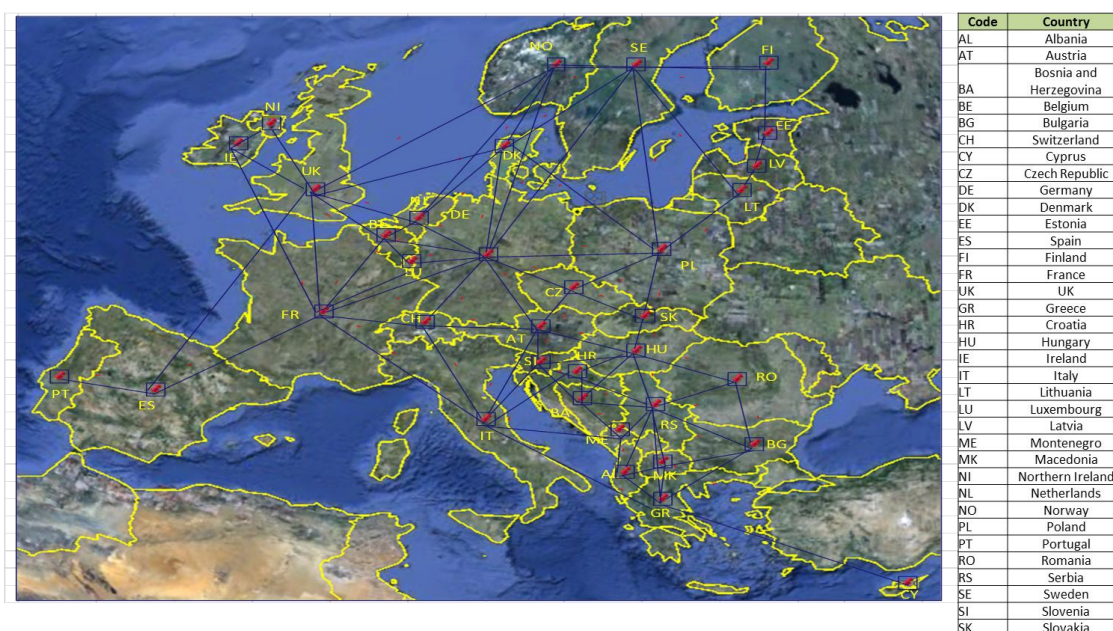 NO
SE
FI
NI
EE
IE
DK
LV
UK
LT
NL
DE
BE
LU
PL
CZ
FR
CH
SK
AT
HU
SI
HR
RO
PT
ES
BA
RS
IT
ME
BG
AL
MK
GR
CY
Code Country
AL Albania
AT Austria
BA Bosnia and
Herzegovina
BE Belgium
BG Bulgaria
CH Switzerland
CY Cyprus
CZ Czech Republic
DE Germany
DK Denmark
EE Estonia
ES Spain
FI Finland
FR France
UK UK
GR Greece
HR Croatia
HU Hungary
IE Ireland
IT Italy
LT Lithuania
LU Luxembourg
LV Latvia
ME Montenegro
MK Macedonia
NI Northern Ireland
NL Netherlands
NO Norway
PL Poland
PT Portugal
RO Romania
RS Serbia
SE Sweden
SI Slovenia
SK Slovakia